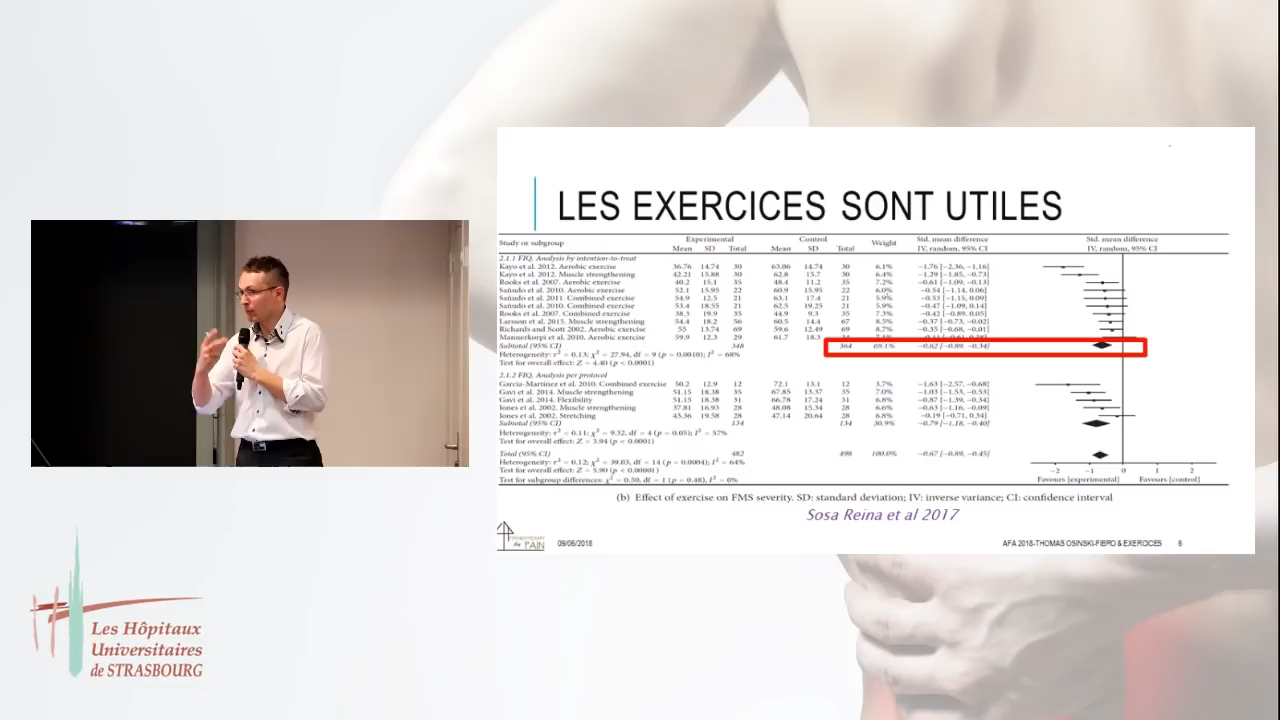 LES EXERCICES SONT UTILES
Experimental Control Std. mean difference Std. mean difference
Study or subgroup Mean SD Total Mean SD Total Weight IV, random, 95% CI IV, random, 95% CI
2.1.1 FIQ. Analysis by intention-to-treat
Kayo et al. 2012. Aerobic exercise 36.76 14.74 30 63.06 14.74 30 6.1% −1.76 [−2.36, −1.16]
Kayo et al. 2012. Muscle strengthening 42.21 15.88 30 62.8 15.7 30 6.6% −1.29 [−1.85, −0.73]
Rooks et al. 2007. Aerobic exercise 40.2 15.1 35 48.4 11.2 35 7.2% −0.61 [−1.09, −0.13]
Sañudo et al. 2010. Aerobic exercise 52.1 15.95 22 60.9 15.95 22 6.0% −0.54 [−1.14, 0.06]
Sañudo et al. 2011. Combined exercise 54.9 12.5 21 63.1 17.4 21 −0.53 [−1.15, 0.09]
Sañudo et al. 2010. Combined exercise 53.4 18.55 21 62.5 19.25 21 −0.47 [−1.09, 0.14]
Rooks et al. 2007. Combined exercise 38.3 19.9 35 44.9 9.3 35 −0.42 [−0.89, 0.05]
Larsson et al. 2015. Muscle strengthening 54.4 18.2 56 60.5 14.4 67 8.5% −0.37 [−0.73, −0.02]
Richards and Scott 2002. Aerobic exercise 55 13.74 69 59.6 12.49 69 −0.35 [−0.68, −0.01]
Mannerkorpi et al. 2010. Aerobic exercise 59.9 12.3 29 61.7 18.3
Subtotal (95% CI) 348 364 69.1% −0.62 [−0.89, −0.34]
Heterogeneity: τ² = 0.13; χ² = 27.94, df = 9 (p = 0.0010); I² = 68%
Test for overall effect: Z = 4.40 (p < 0.0001)
2.1.2 FIQ. Analysis per protocol
Garcia-Martinez et al. 2010. Combined exercise 50.2 12.9 12 72.1 13.1 12 3.7% −1.63 [−2.57, −0.68]
Gavi et al. 2014. Muscle strengthening 51.15 18.38 35 67.85 13.37 35 7.0% −1.03 [−1.53, −0.53]
Gavi et al. 2014. Flexibility 51.15 18.38 31 66.78 17.24 31 6.8% −0.87 [−1.39, −0.34]
Jones et al. 2002. Muscle strengthening 37.81 16.93 28 48.08 15.34 28 6.6% −0.63 [−1.16, −0.09]
Jones et al. 2002. Stretching 43.36 19.58 28 47.14 20.64 28 −0.19 [−0.71, 0.34]
Subtotal (95% CI) 134 134 30.9% −0.79 [−1.18, −0.40]
Heterogeneity: τ² = 0.11; χ² = 9.32, df = 4 (p = 0.05); I² = 57%
Test for overall effect: Z = 3.94 (p < 0.0001)
Total (95% CI) 482 498 100.0% −0.67 [−0.89, −0.45]
Heterogeneity: τ² = 0.12; χ² = 39.03, df = 14 (p = 0.0004); I² = 64%
Test for overall effect: Z = 5.90 (p < 0.00001)
Test for subgroup differences: χ² = 0.50, df = 1 (p = 0.48), I² = 0%
−2 −1 0 1 2
Favours [experimental] Favours [control]
(b) Effect of exercise on FMS severity. SD: standard deviation; IV: inverse variance; CI: confidence interval
Sosa Reina et al 2017
PAIN
09/06/2018
AFA 2018-THOMAS OSINSKI-FIBRO & EXERCICES 6
Les Hôpitaux
Universitaires
de STRASBOURG